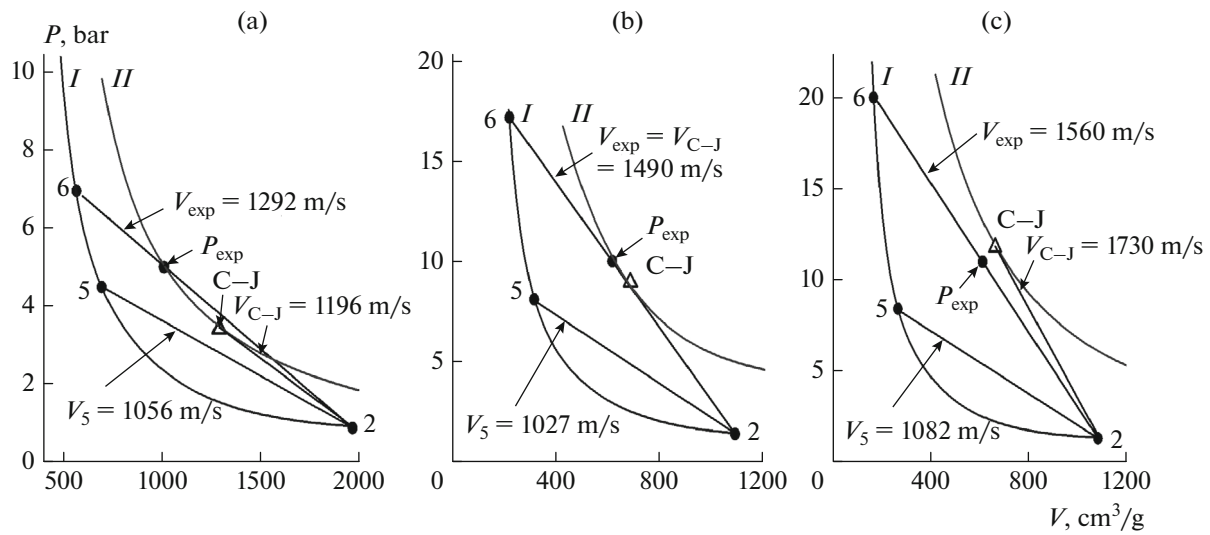 (a)
P, bar
10
8
6
4
2
0
500
1000
1500
2000
I
II
6
V_exp = 1292 m/s
P_exp
C–J
5
V_C–J = 1196 m/s
V_5 = 1056 m/s
2
(b)
20
15
10
5
0
400
800
1200
6
I
II
V_exp = V_C–J
= 1490 m/s
P_exp
C–J
5
V_5 = 1027 m/s
2
(c)
20
15
10
5
0
400
800
1200
I
II
6
V_exp = 1560 m/s
C–J
V_C–J = 1730 m/s
P_exp
5
V_5 = 1082 m/s
2
V, cm³/g